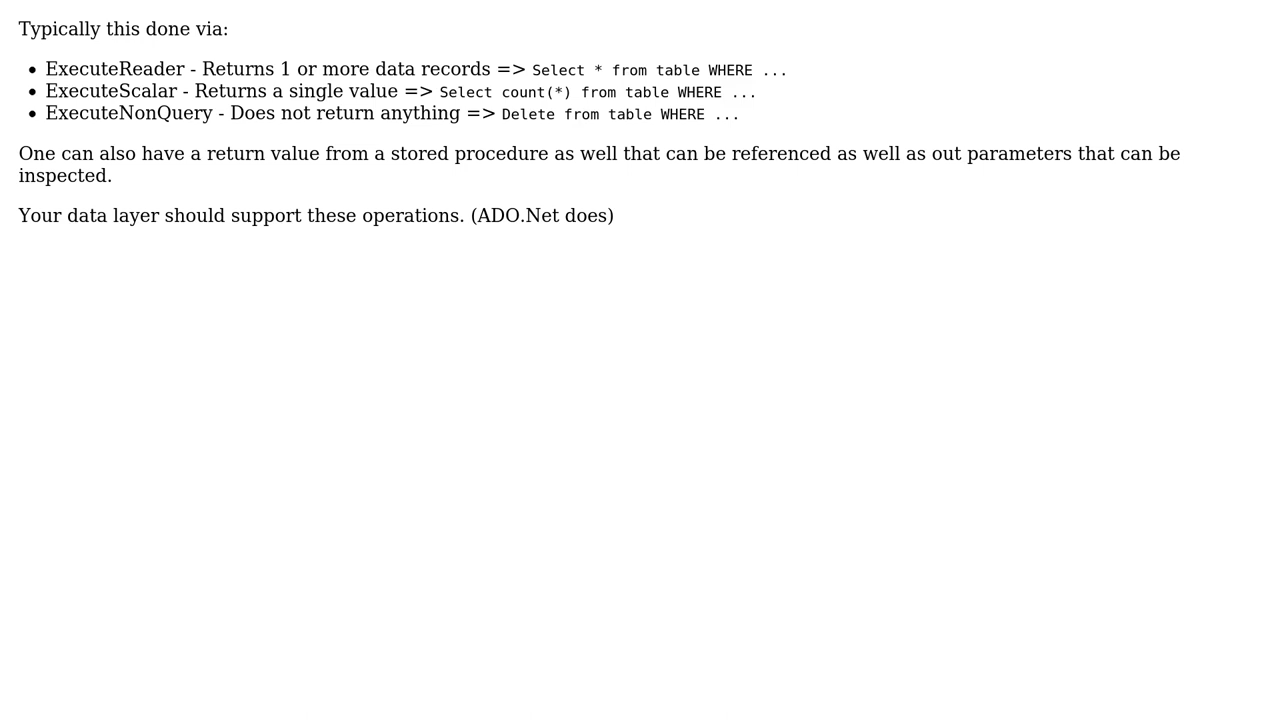 Typically this done via:
• ExecuteReader - Returns 1 or more data records => Select * from table WHERE ...
• ExecuteScalar - Returns a single value => Select count(*) from table WHERE ...
• ExecuteNonQuery - Does not return anything => Delete from table WHERE ...
One can also have a return value from a stored procedure as well that can be referenced as well as out parameters that can be
inspected.
Your data layer should support these operations. (ADO.Net does)